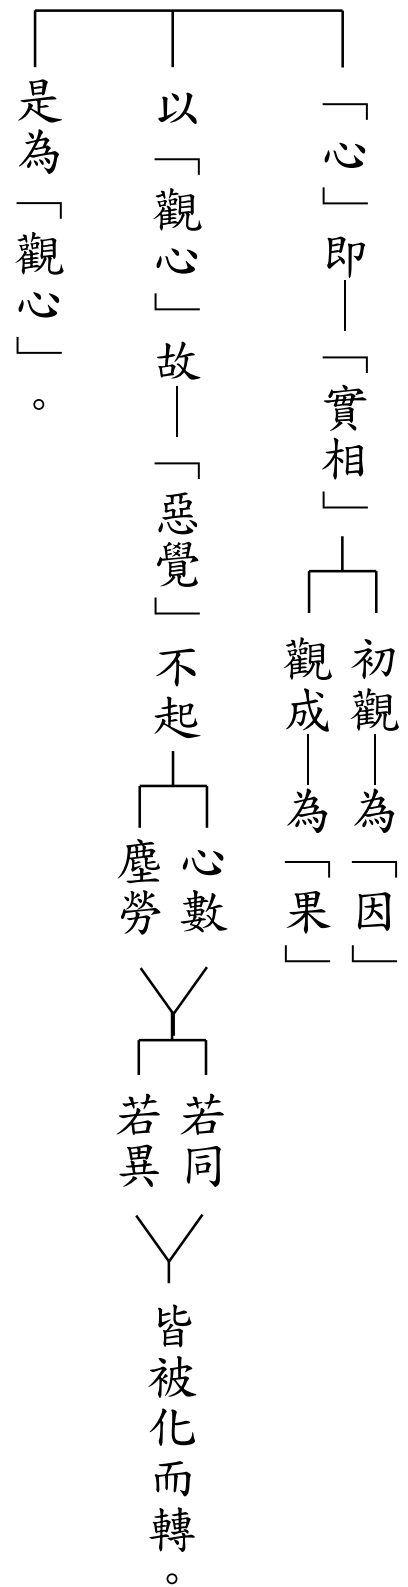 「心」即—「實相」
初觀—為「因」
觀成—為「果」
以「觀心」故—「惡覺」不起
心數
塵勞
若同
若異
皆被化而轉。
是為「觀心」。